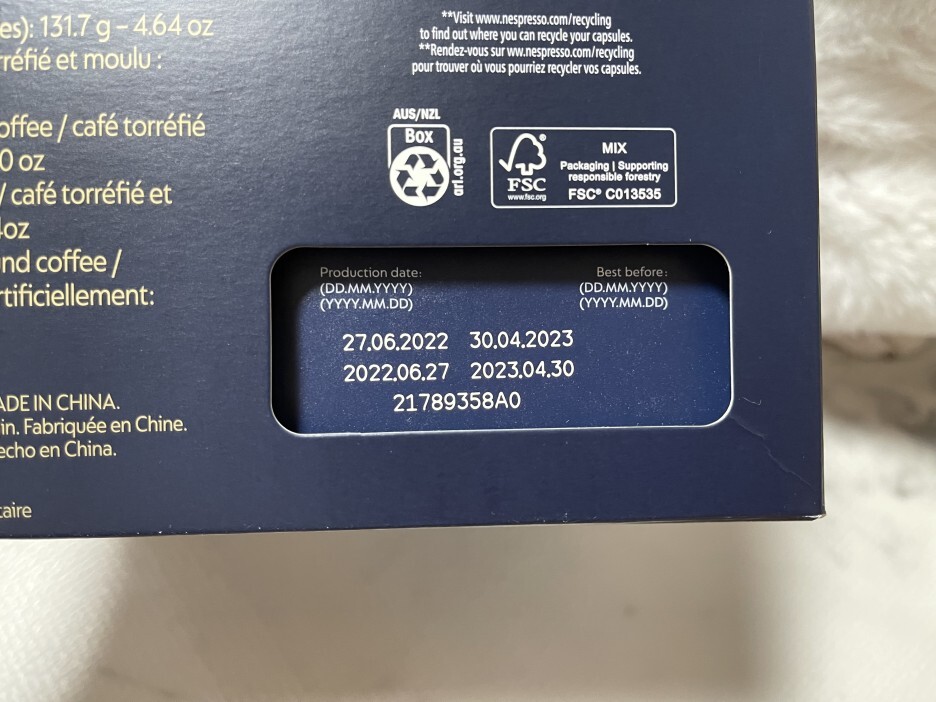 es): 131.7 g – 4.64 oz
réfié et moulu :
offee / café torréfié
0 oz
/ café torréfié et
4oz
nd coffee /
rtificiellement:
ADE IN CHINA.
in. Fabriquée en Chine.
echo en China.
taire
**Visit www.nespresso.com/recycling
to find out where you can recycle your capsules.
**Rendez-vous sur ww.nespresso.com/recycling
pour trouver où vous pourriez recycler vos capsules.
AUS/NZL
Box
arl.org.au
FSC
www.fsc.org
MIX
Packaging | Supporting
responsible forestry
FSC® C013535
Production date:
(DD.MM.YYYY)
(YYYY.MM.DD)
Best before:
(DD.MM.YYYY)
(YYYY.MM.DD)
27.06.2022 30.04.2023
2022.06.27 2023.04.30
21789358A0